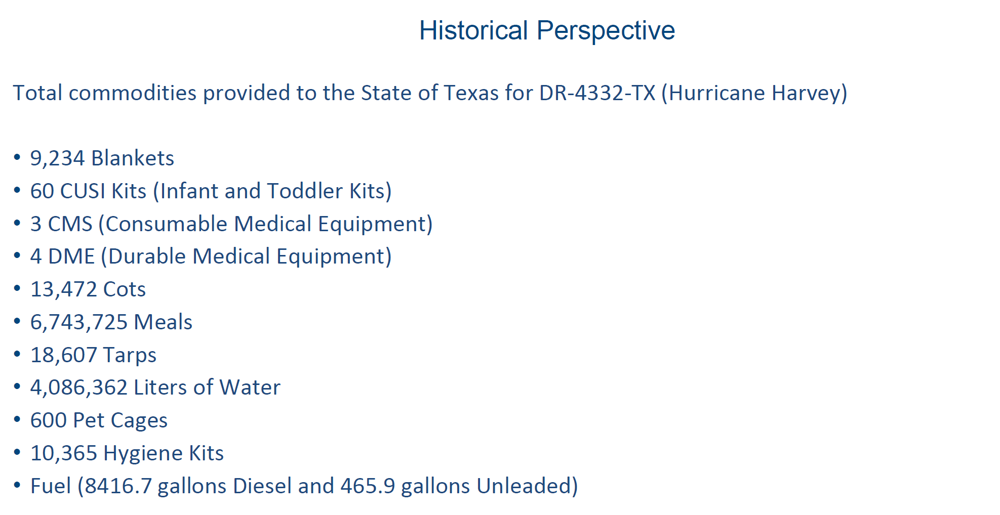 Historical Perspective
Total commodities provided to the State of Texas for DR-4332-TX (Hurricane Harvey)
• 9,234 Blankets
• 60 CUSI Kits (Infant and Toddler Kits)
• 3 CMS (Consumable Medical Equipment)
• 4 DME (Durable Medical Equipment)
• 13,472 Cots
• 6,743,725 Meals
• 18,607 Tarps
• 4,086,362 Liters of Water
• 600 Pet Cages
• 10,365 Hygiene Kits
• Fuel (8416.7 gallons Diesel and 465.9 gallons Unleaded)